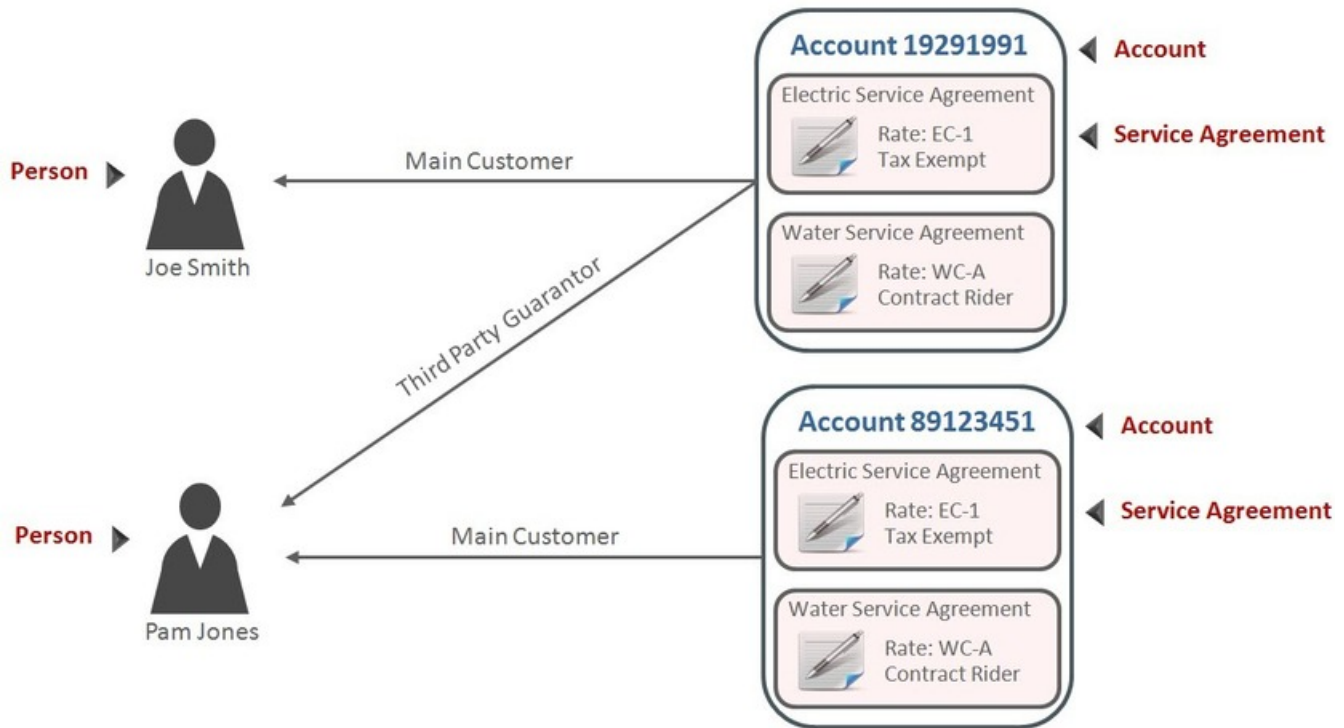 Account 19291991
Account
Electric Service Agreement
Rate: EC-1
Tax Exempt
Service Agreement
Person
Main Customer
Joe Smith
Water Service Agreement
Rate: WC-A
Contract Rider
Third Party Guarantor
Account 89123451
Account
Electric Service Agreement
Rate: EC-1
Tax Exempt
Service Agreement
Person
Main Customer
Pam Jones
Water Service Agreement
Rate: WC-A
Contract Rider